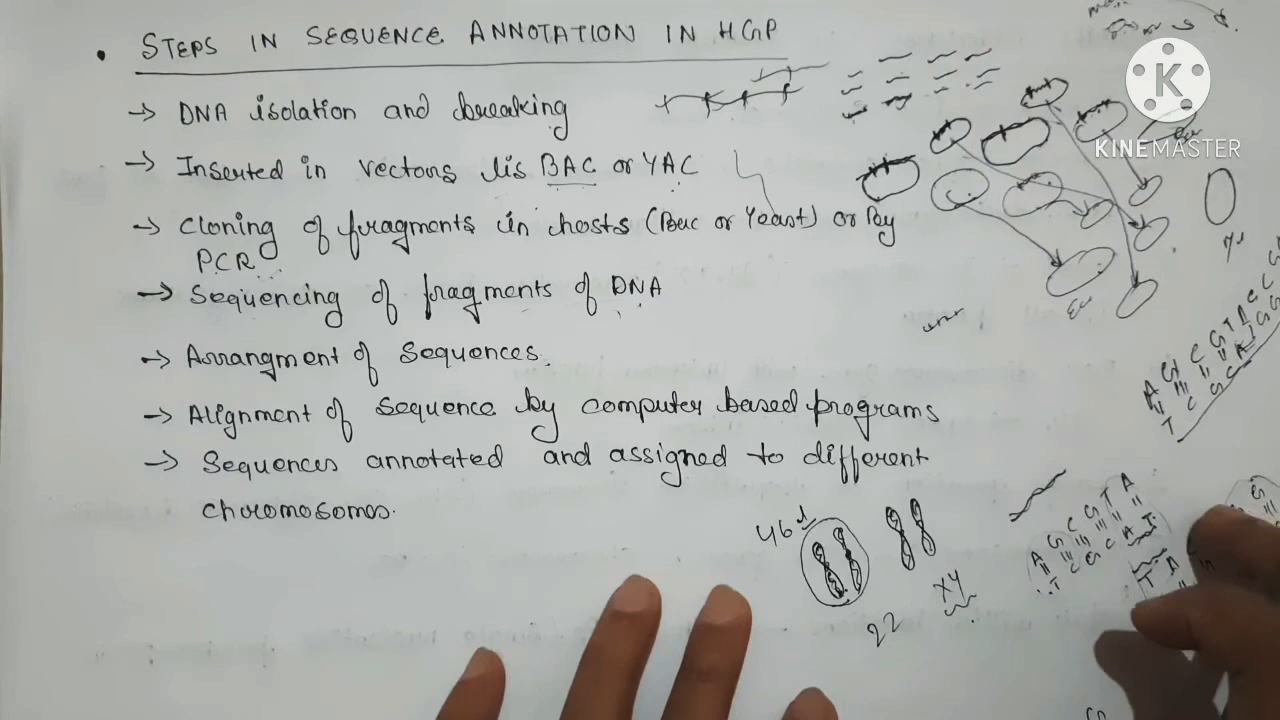 • STEPS IN SEQUENCE ANNOTATION IN HGP
→ DNA isolation and breaking
→ Inserted in vectors BAC or YAC
→ Cloning of fragments in hosts (Bac or Yeast) or By
PCR
→ Sequencing of fragments of DNA
→ Arrangment of Sequences.
→ Alignment of Sequence by computer based programs
→ Sequences annotated and assigned to different
chromosomes.
K
KINEMASTER
A G C G T A
T C G C A T
46
XY
22